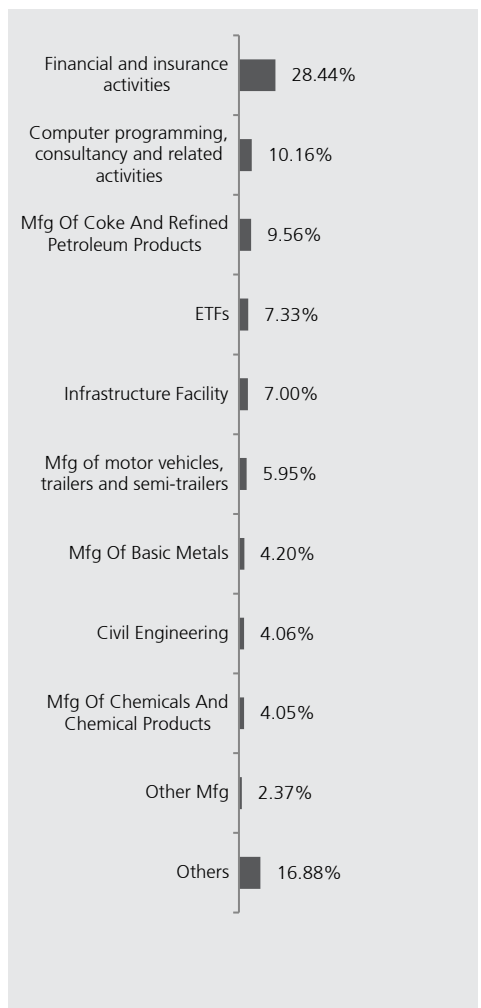 Financial and insurance
activities
28.44%
Computer programming,
consultancy and related
activities
10.16%
Mfg Of Coke And Refined
Petroleum Products
9.56%
ETFs
7.33%
Infrastructure Facility
7.00%
Mfg of motor vehicles,
trailers and semi-trailers
5.95%
Mfg Of Basic Metals
4.20%
Civil Engineering
4.06%
Mfg Of Chemicals And
Chemical Products
4.05%
Other Mfg
2.37%
Others
16.88%